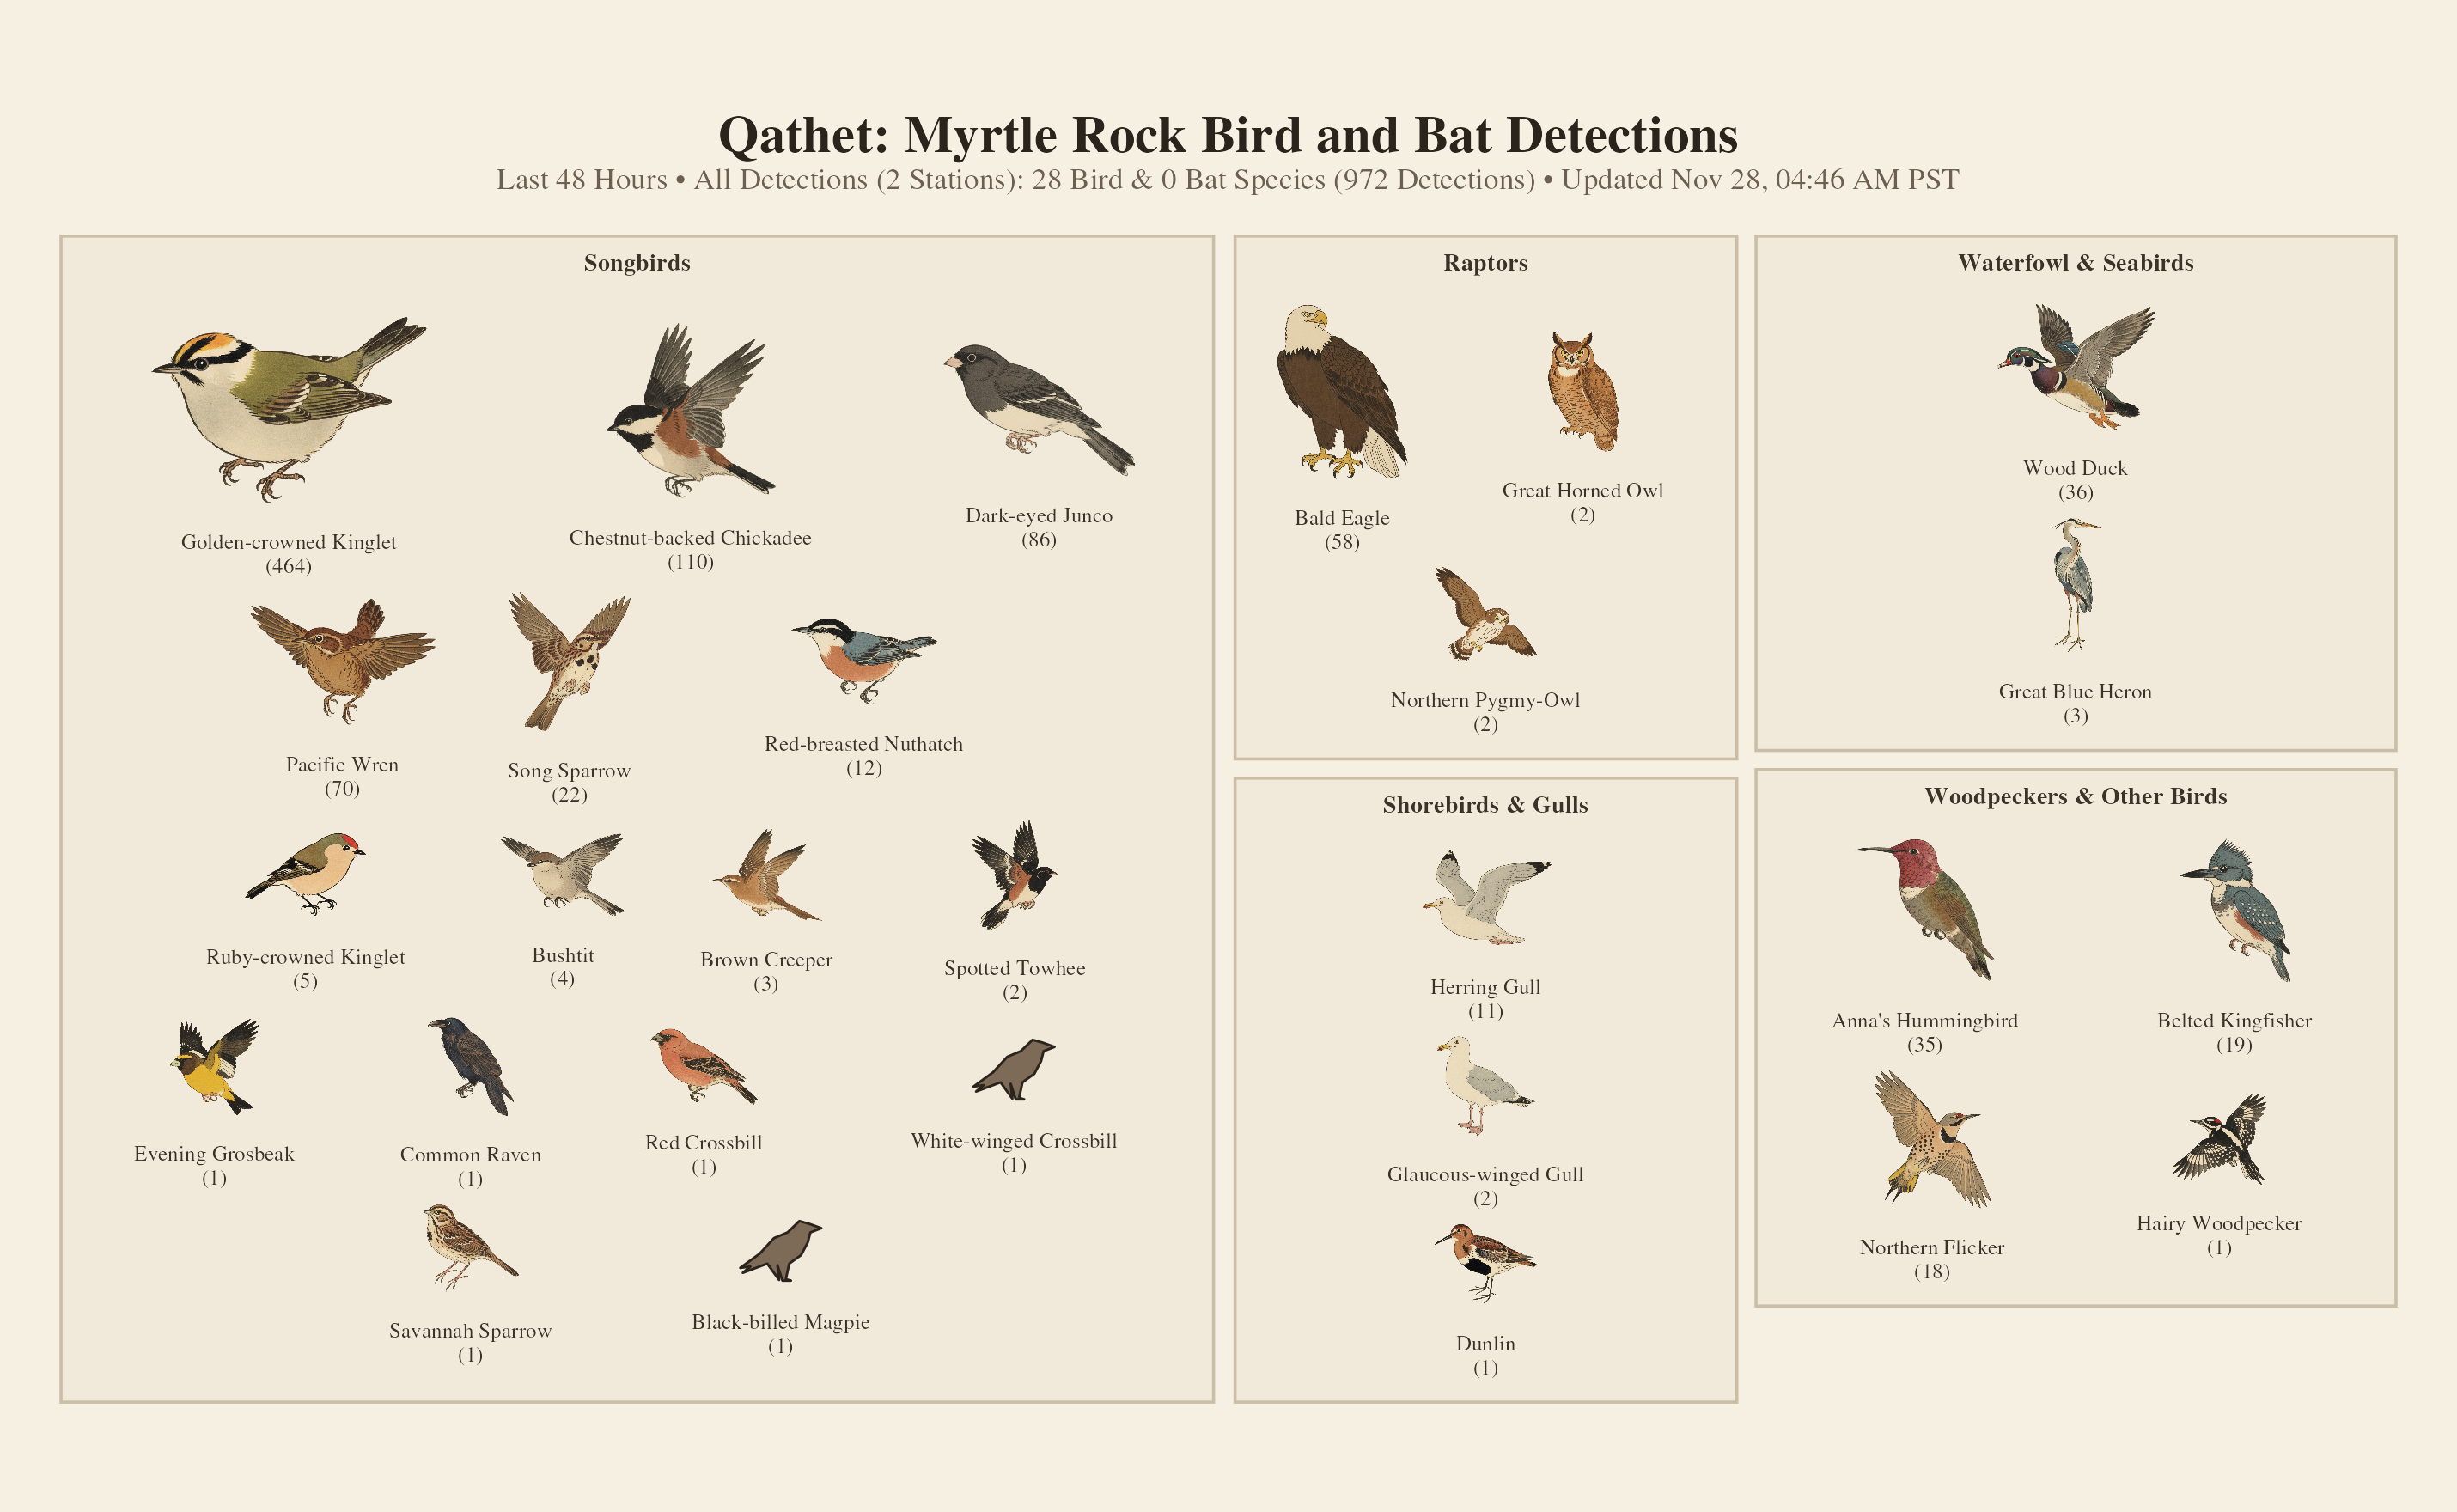 Qathet: Myrtle Rock Bird and Bat Detections
Last 48 Hours • All Detections (2 Stations): 28 Bird & 0 Bat Species (972 Detections) • Updated Nov 28, 04:46 AM PST
Songbirds
Golden-crowned Kinglet
(464)
Chestnut-backed Chickadee
(110)
Dark-eyed Junco
(86)
Pacific Wren
(70)
Song Sparrow
(22)
Red-breasted Nuthatch
(12)
Ruby-crowned Kinglet
(5)
Bushtit
(4)
Brown Creeper
(3)
Spotted Towhee
(2)
Evening Grosbeak
(1)
Common Raven
(1)
Red Crossbill
(1)
White-winged Crossbill
(1)
Savannah Sparrow
(1)
Black-billed Magpie
(1)
Raptors
Bald Eagle
(58)
Great Horned Owl
(2)
Northern Pygmy-Owl
(2)
Shorebirds & Gulls
Herring Gull
(11)
Glaucous-winged Gull
(2)
Dunlin
(1)
Waterfowl & Seabirds
Wood Duck
(36)
Great Blue Heron
(3)
Woodpeckers & Other Birds
Anna's Hummingbird
(35)
Belted Kingfisher
(19)
Northern Flicker
(18)
Hairy Woodpecker
(1)